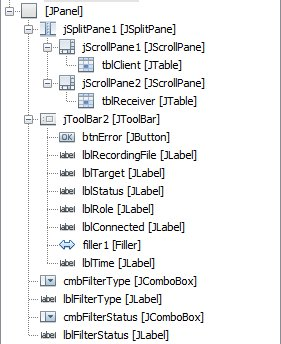 [JPanel]
jSplitPane1 [JSplitPane]
jScrollPane1 [JScrollPane]
tblClient [JTable]
jScrollPane2 [JScrollPane]
tblReceiver [JTable]
jToolBar2 [JToolBar]
OK btnError [JButton]
label lblRecordingFile [JLabel]
label lblTarget [JLabel]
label lblStatus [JLabel]
label lblRole [JLabel]
label lblConnected [JLabel]
filler1 [Filler]
label lblTime [JLabel]
cmbFilterType [JComboBox]
label lblFilterType [JLabel]
cmbFilterStatus [JComboBox]
label lblFilterStatus [JLabel]